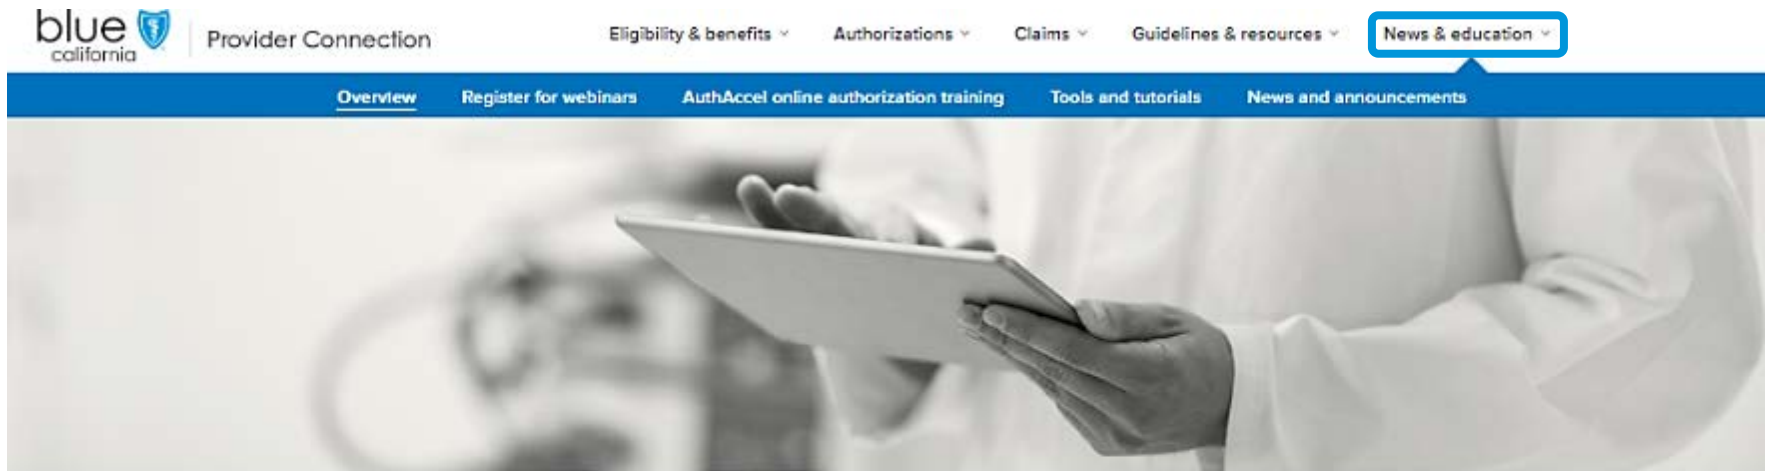 blue
california
Provider Connection
Eligibility & benefits
Authorizations
Claims
Guidelines & resources
News & education
Overview
Register for webinars
AuthAccel online authorization training
Tools and tutorials
News and announcements